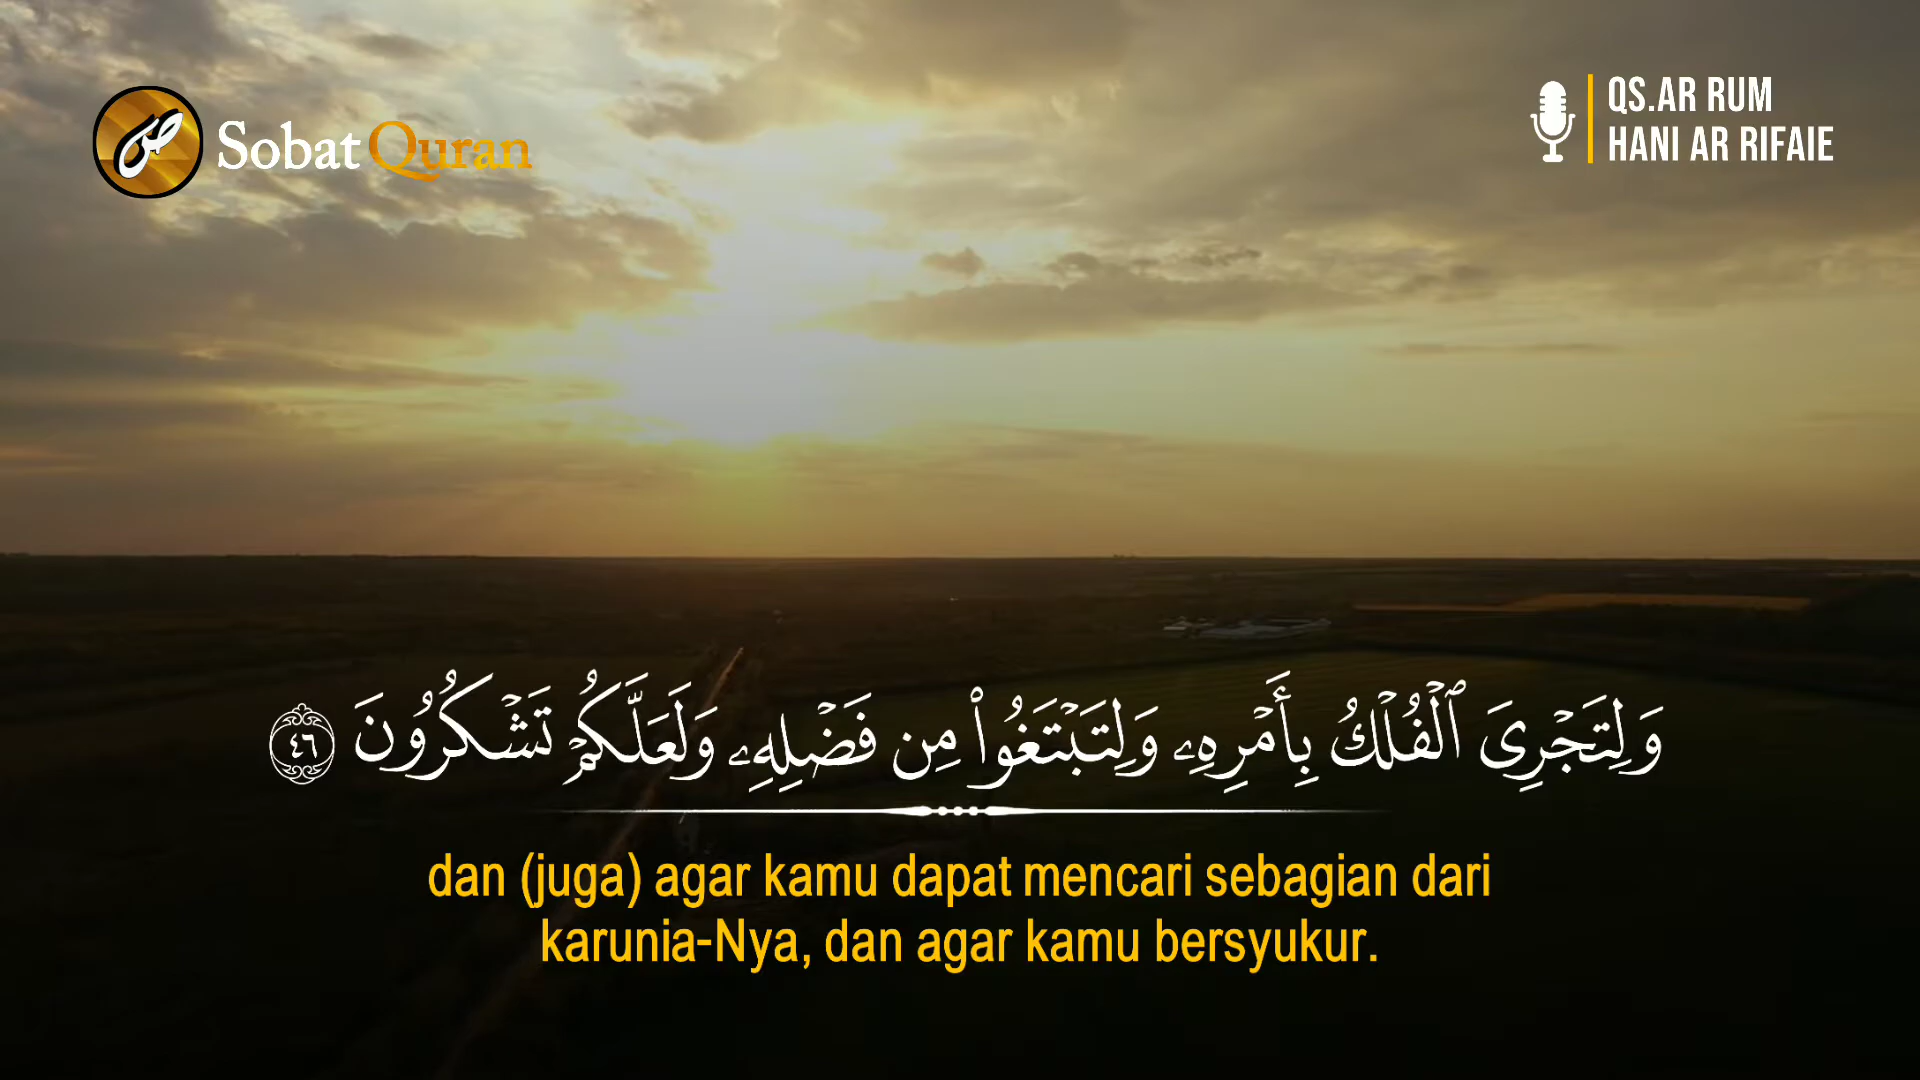 Sobat Quran
QS.AR RUM
HANI AR RIFAIE
وَلِتَجْرِىَ ٱلْفُلْكُ بِأَمْرِهِۦ وَلِتَبْتَغُوا۟ مِن فَضْلِهِۦ وَلَعَلَّكُمْ تَشْكُرُونَ ٤٦
dan (juga) agar kamu dapat mencari sebagian dari
karunia-Nya, dan agar kamu bersyukur.